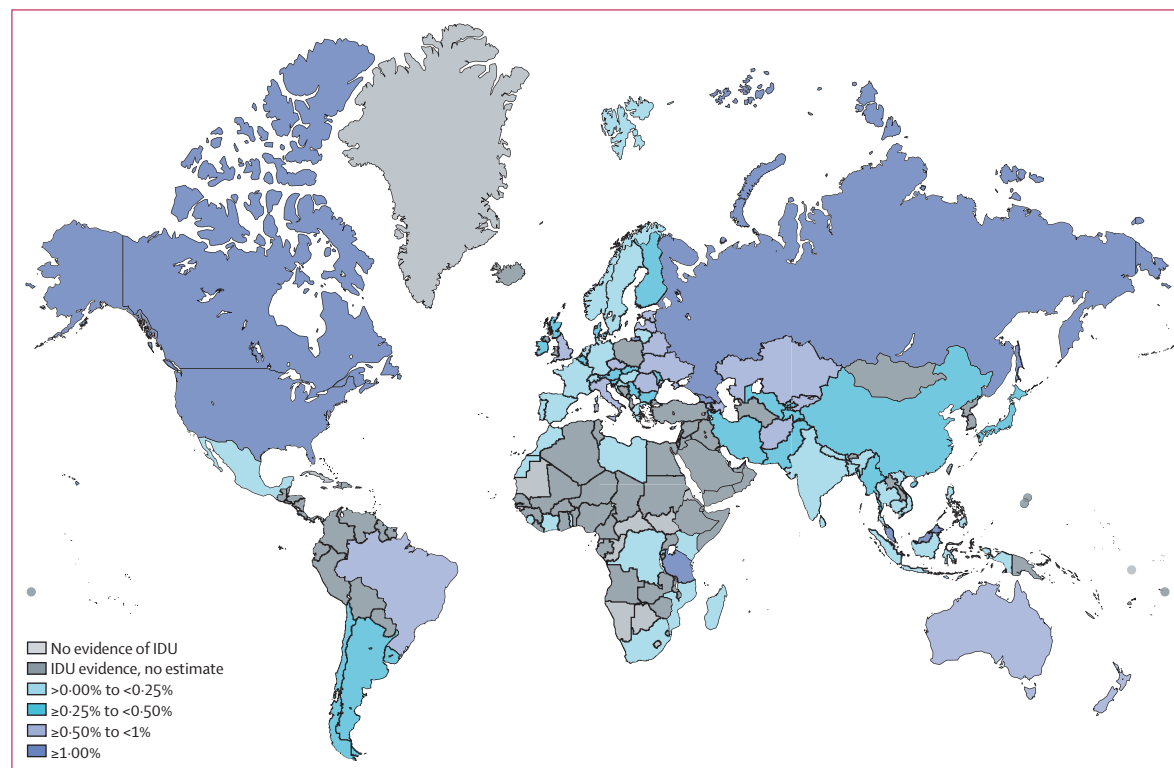 No evidence of IDU
IDU evidence, no estimate
>0·00% to <0·25%
≥0·25% to <0·50%
≥0·50% to <1%
≥1·00%